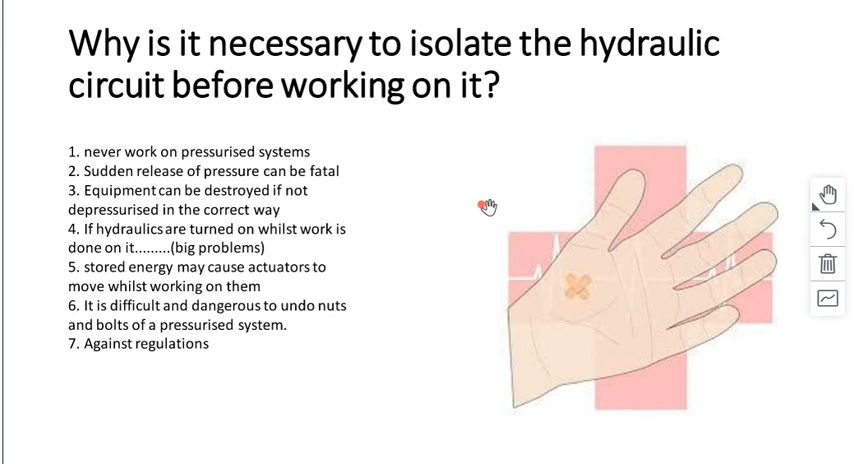 Why is it necessary to isolate the hydraulic
circuit before working on it?
1. never work on pressurised systems
2. Sudden release of pressure can be fatal
3. Equipment can be destroyed if not
depressurised in the correct way
4. If hydraulics are turned on whilst work is
done on it.........(big problems)
5. stored energy may cause actuators to
move whilst working on them
6. It is difficult and dangerous to undo nuts
and bolts of a pressurised system.
7. Against regulations